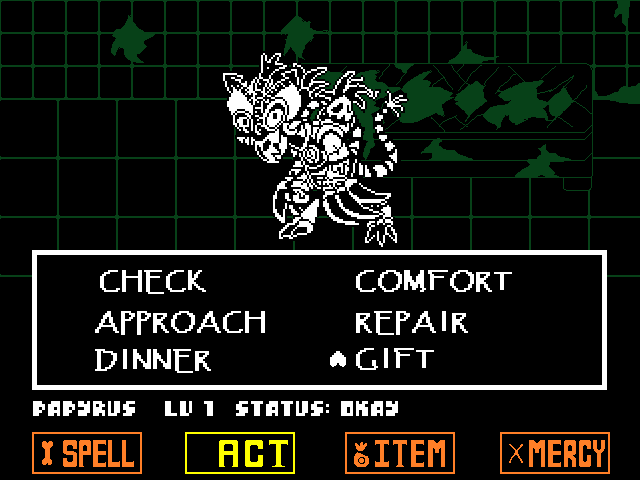 CHECK COMFORT
APPROACH REPAIR
DINNER GIFT
PAPYRUS LV 1 STATUS: OKAY
SPELL ACT ITEM MERCY